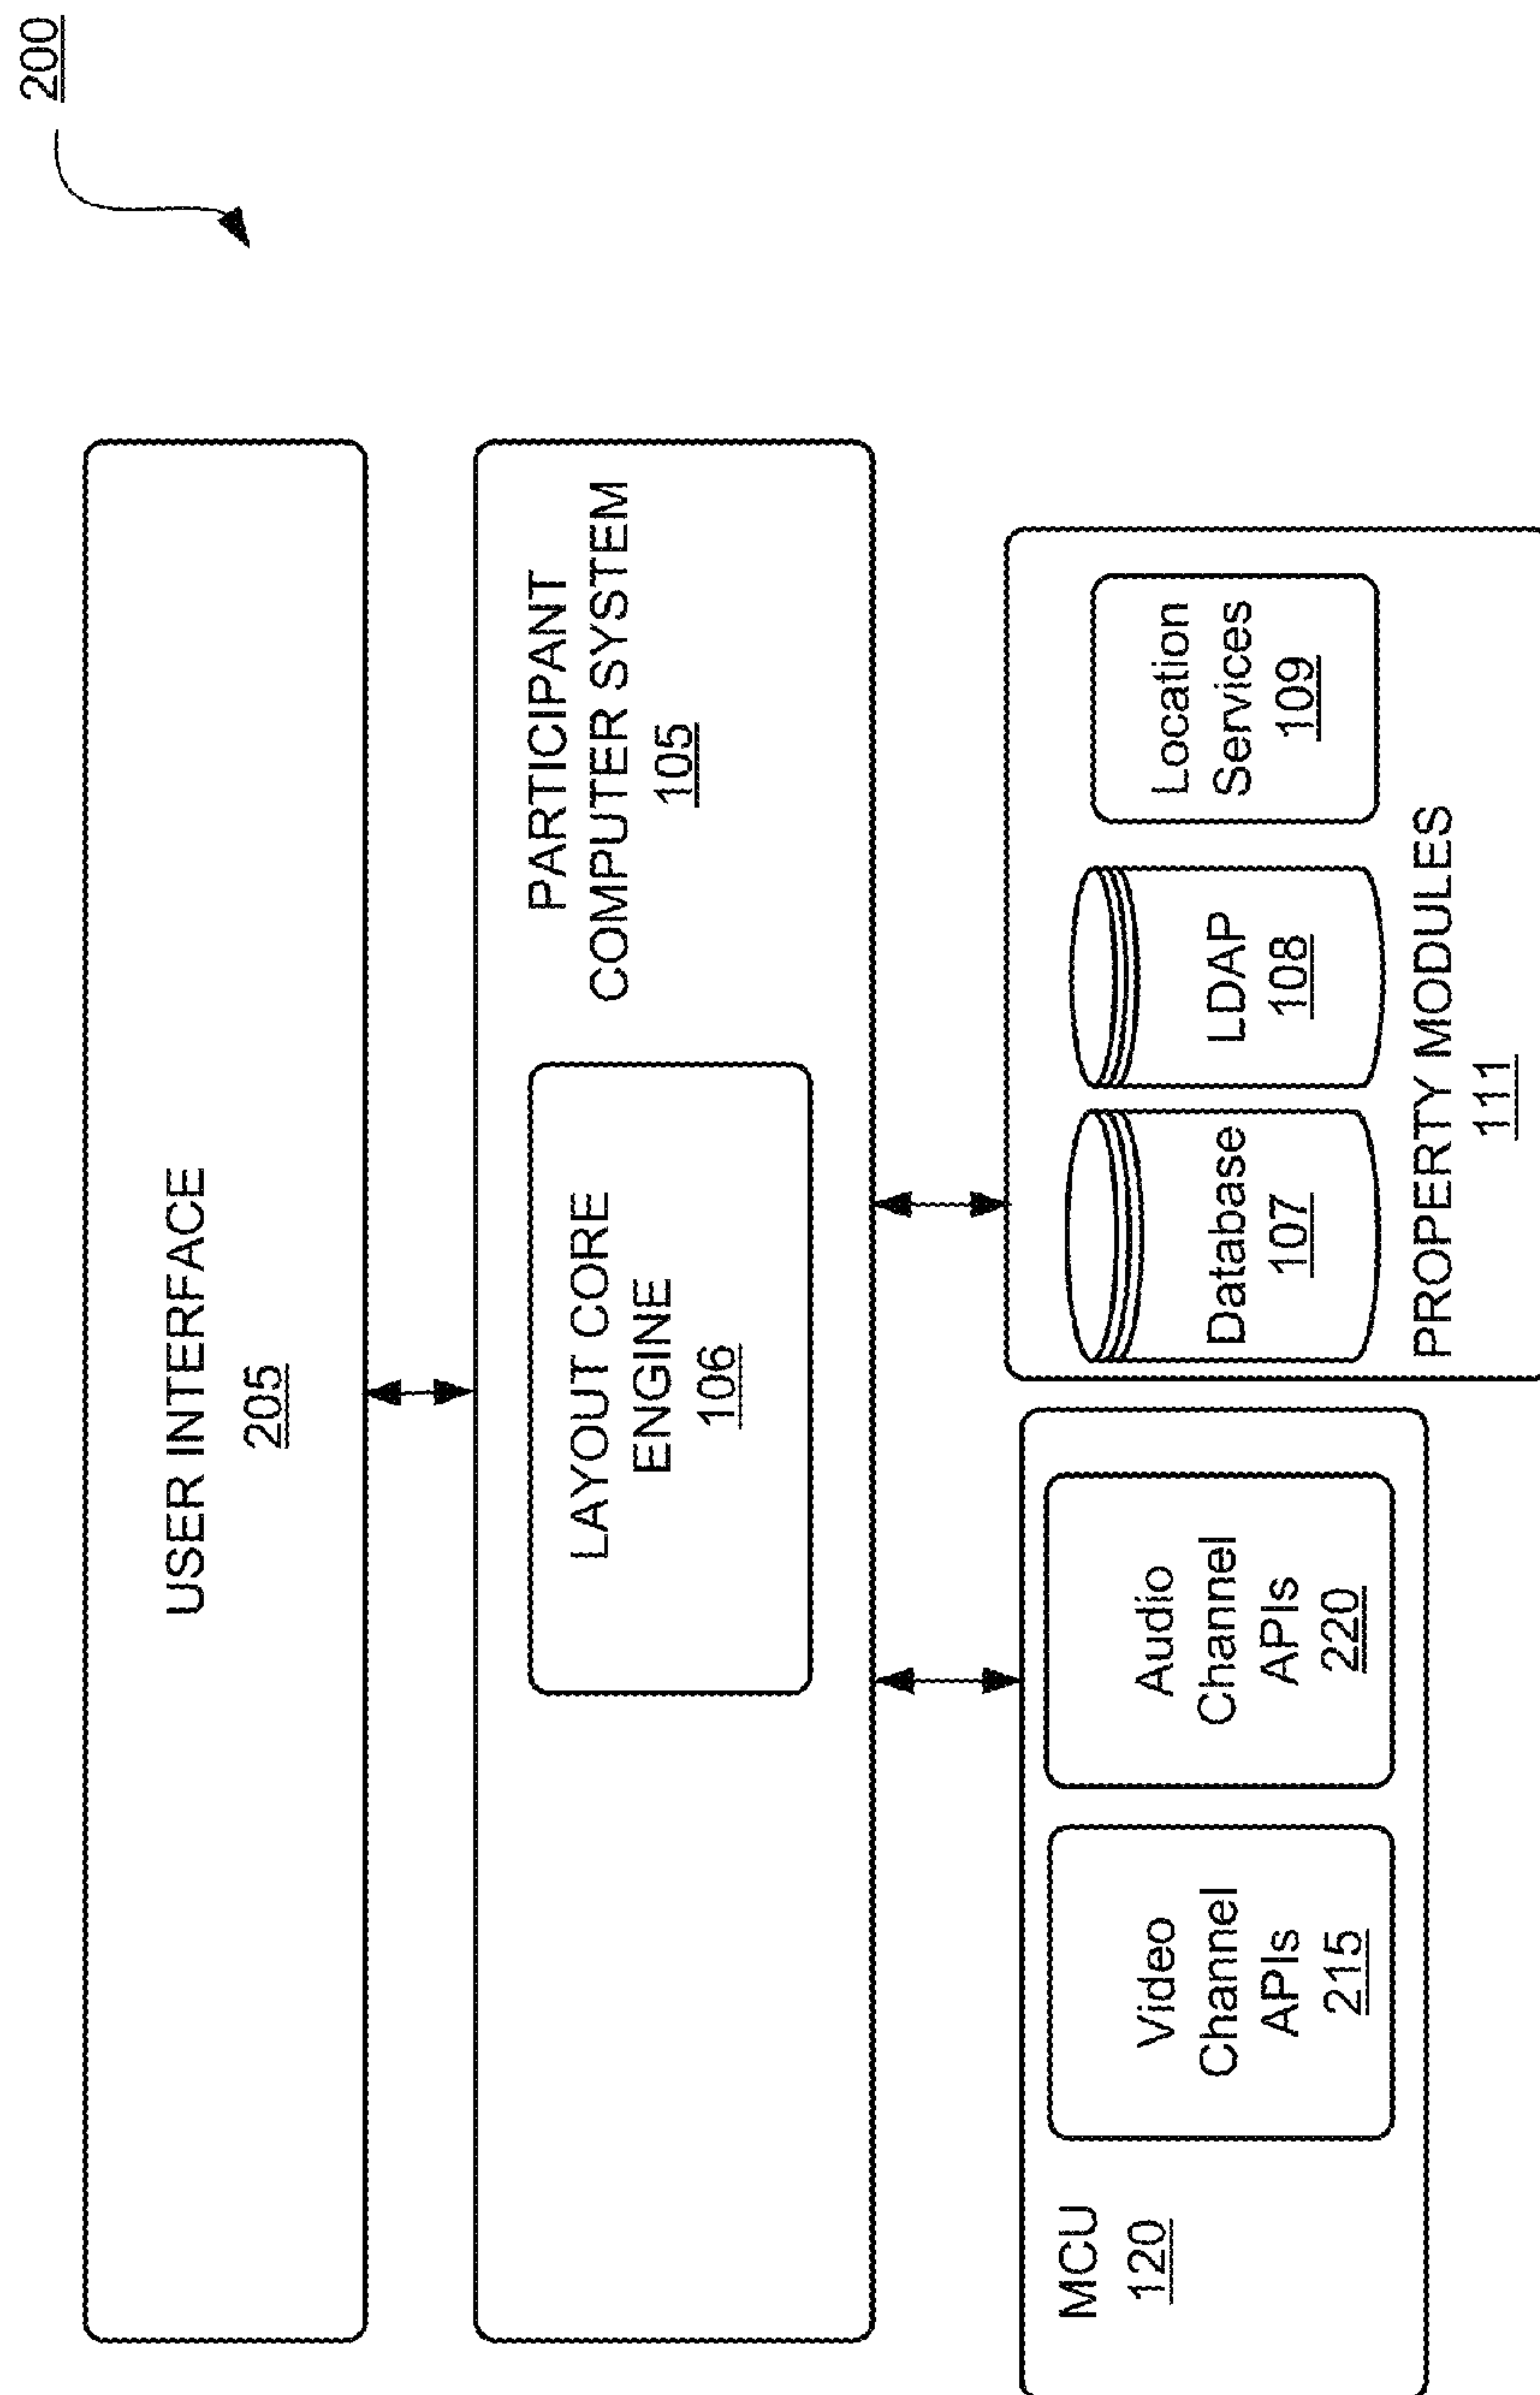 200
USER INTERFACE
205
PARTICIPANT
COMPUTER SYSTEM
105
LAYOUT CORE
ENGINE
106
MCU
120
Video
Channel
APIs
215
Audio
Channel
APIs
220
Database
107
LDAP
108
Location
Services
109
PROPERTY MODULES
111